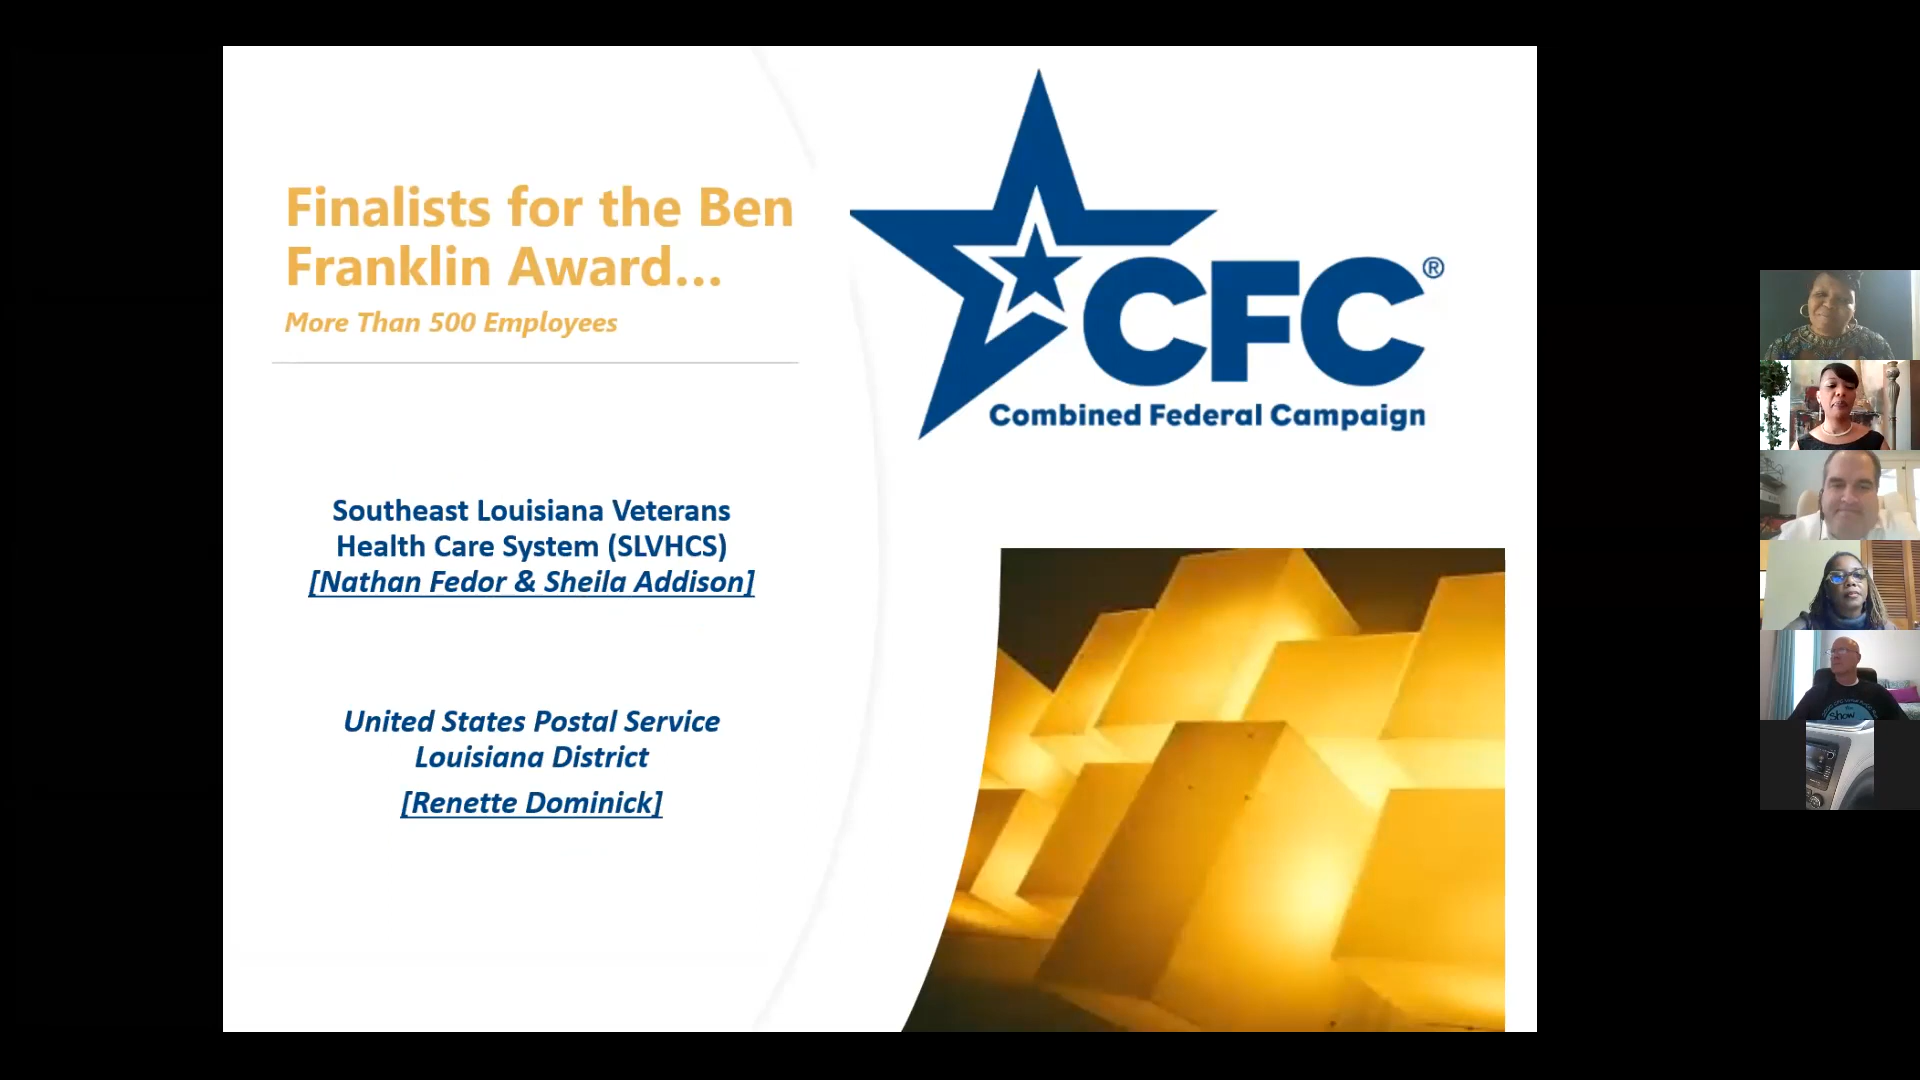 Finalists for the Ben
Franklin Award...
More Than 500 Employees
CFC®
Combined Federal Campaign
Southeast Louisiana Veterans
Health Care System (SLVHCS)
[Nathan Fedor & Sheila Addison]
United States Postal Service
Louisiana District
[Renette Dominick]
Show